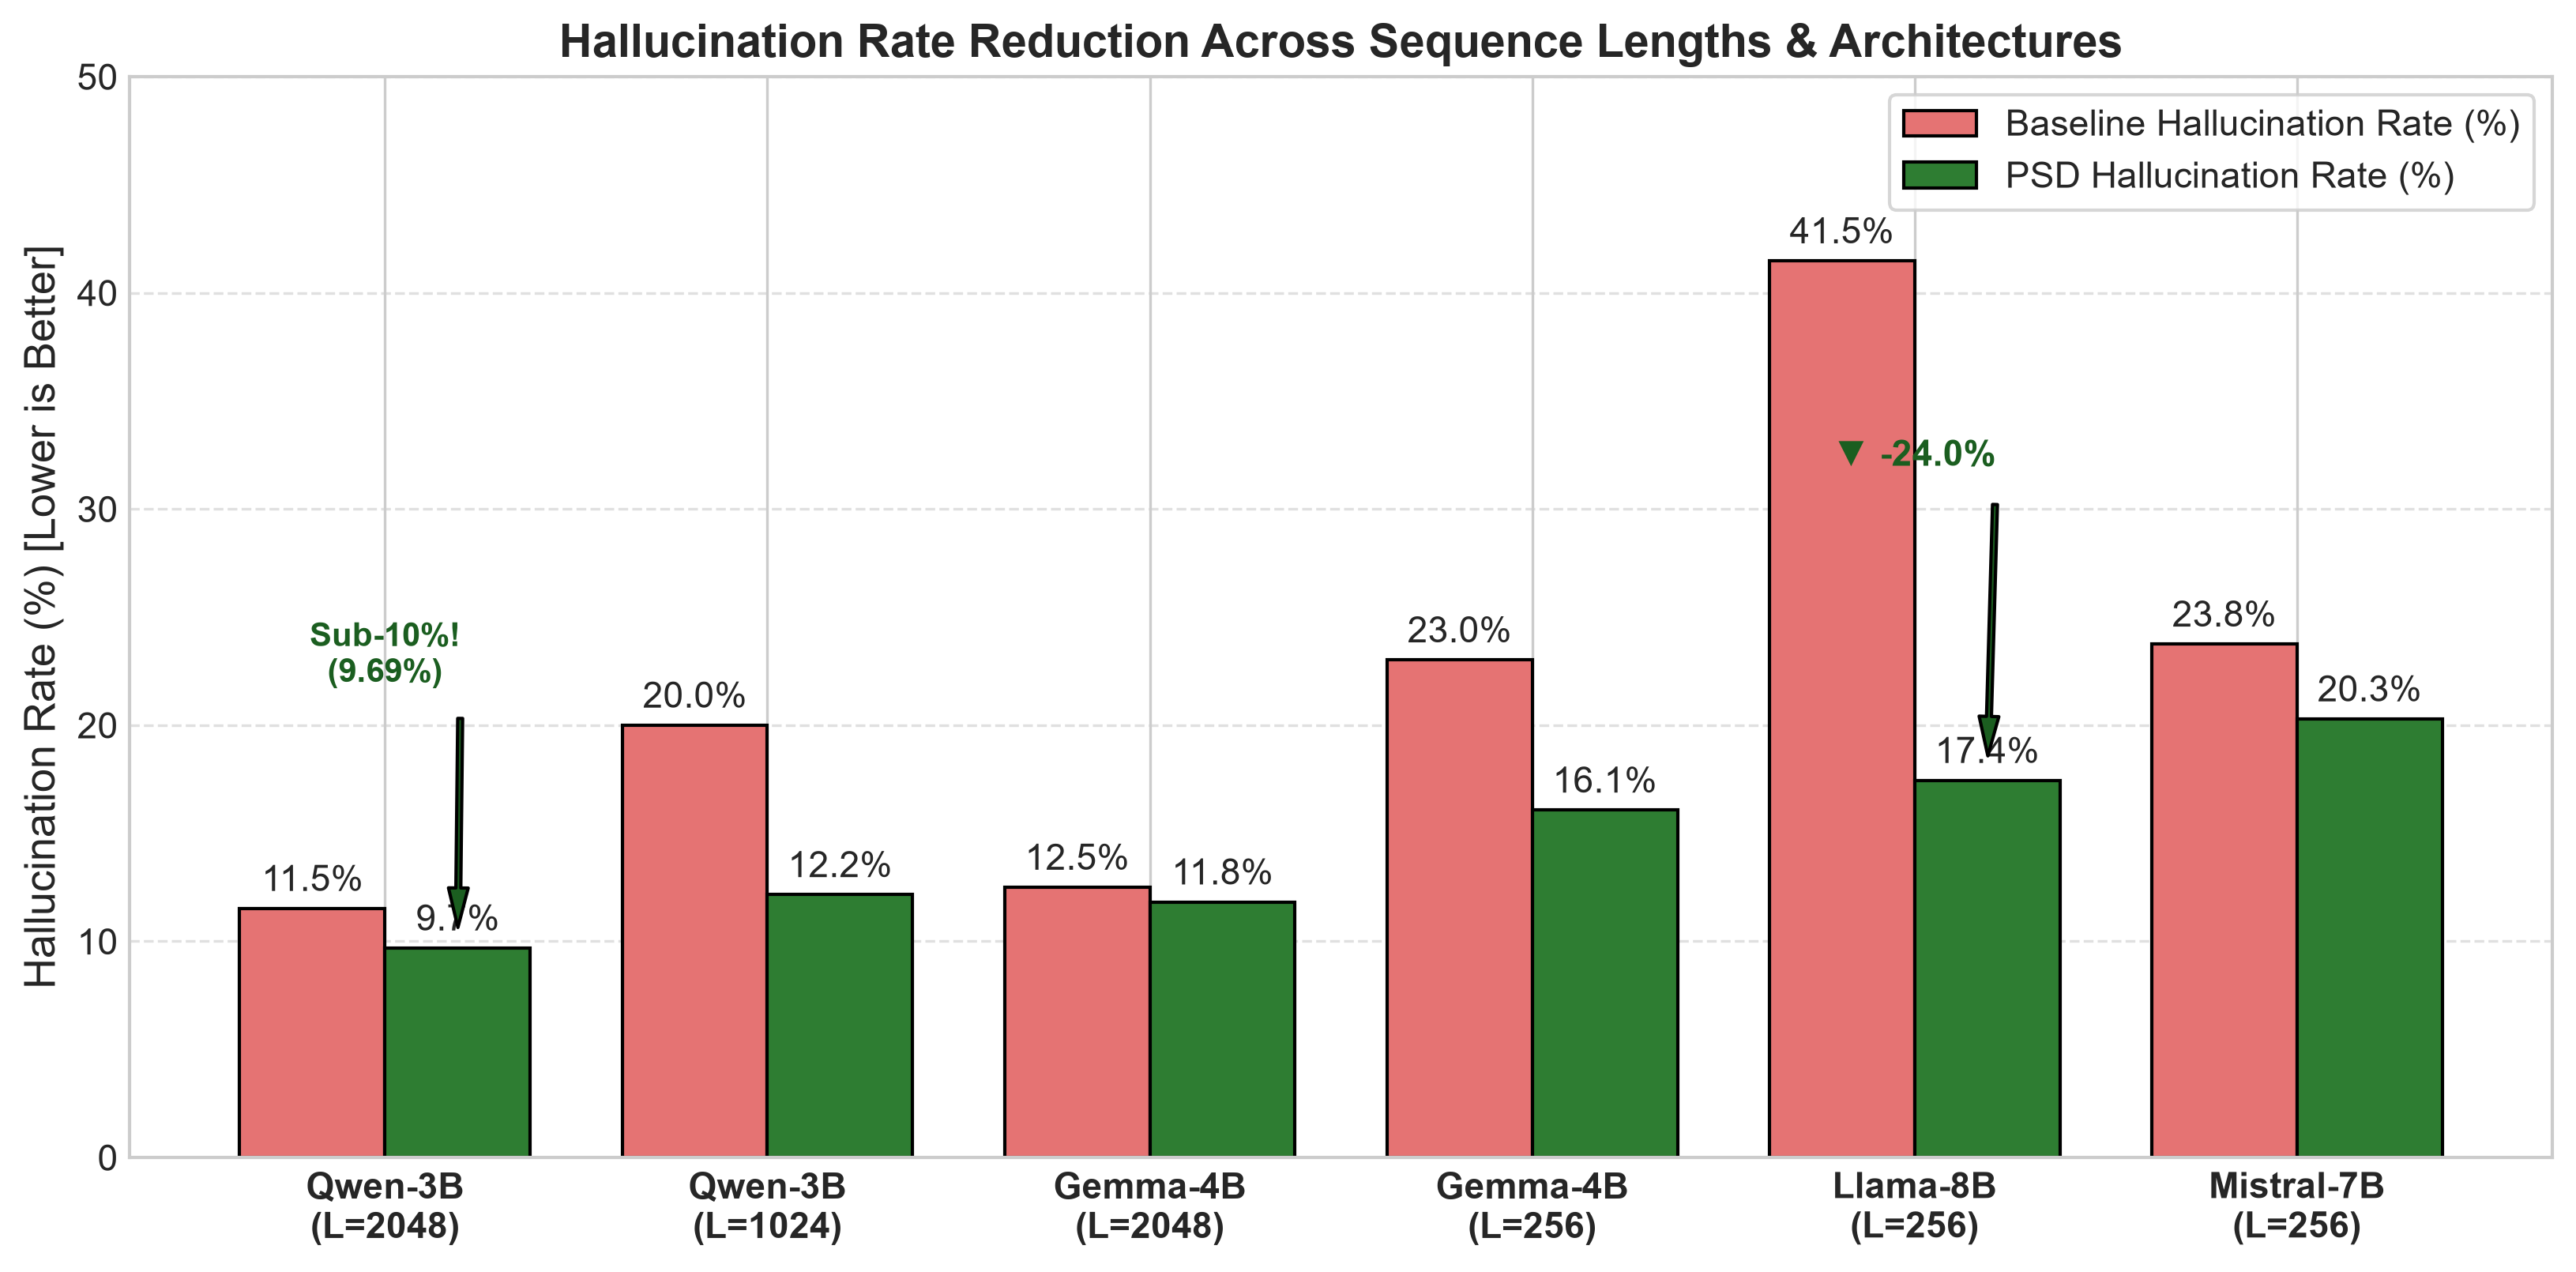 Hallucination Rate Reduction Across Sequence Lengths & Architectures
Hallucination Rate (%) [Lower is Better]
50
40
30
20
10
0
Baseline Hallucination Rate (%)
PSD Hallucination Rate (%)
Sub-10%!
(9.69%)
▼ -24.0%
11.5%
9.7%
20.0%
12.2%
12.5%
11.8%
23.0%
16.1%
41.5%
17.4%
23.8%
20.3%
Qwen-3B
(L=2048)
Qwen-3B
(L=1024)
Gemma-4B
(L=2048)
Gemma-4B
(L=256)
Llama-8B
(L=256)
Mistral-7B
(L=256)